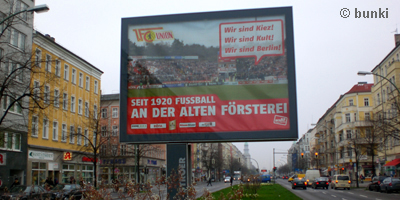 © bunki
1. FC UNION
Wir sind Kiez!
Wir sind Kult!
Wir sind Berlin!
SEIT 1920 FUSSBALL
AN DER ALTEN FÖRSTEREI